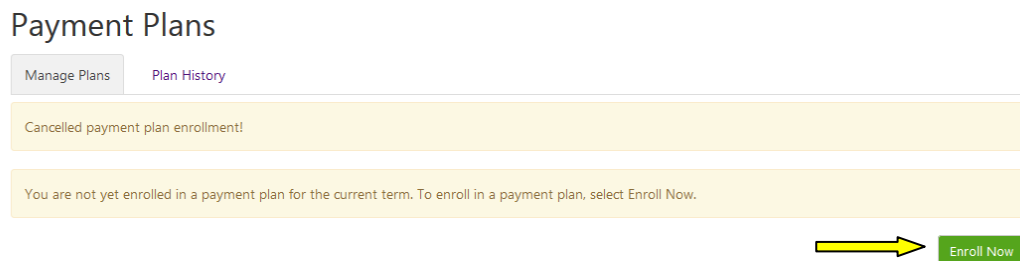 Payment Plans
Manage Plans Plan History
Cancelled payment plan enrollment!
You are not yet enrolled in a payment plan for the current term. To enroll in a payment plan, select Enroll Now.
Enroll Now